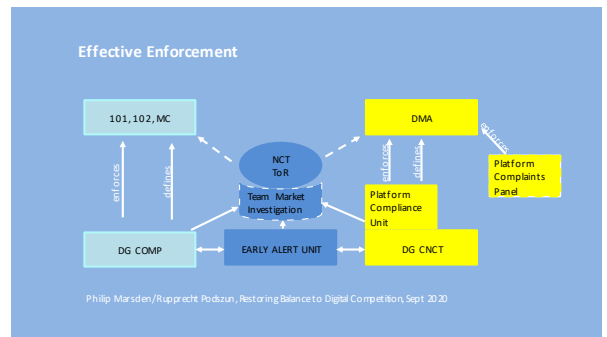 Effective Enforcement
101, 102, MC
DMA
enforces
NCT
ToR
enforces
defines
enforces
defines
Platform
Complaints
Panel
Team Market
Investigation
Platform
Compliance
Unit
DG COMP
EARLY ALERT UNIT
DG CNCT
Philip Marsden/Rupprecht Podszun, Restoring Balance to Digital Competition, Sept 2020